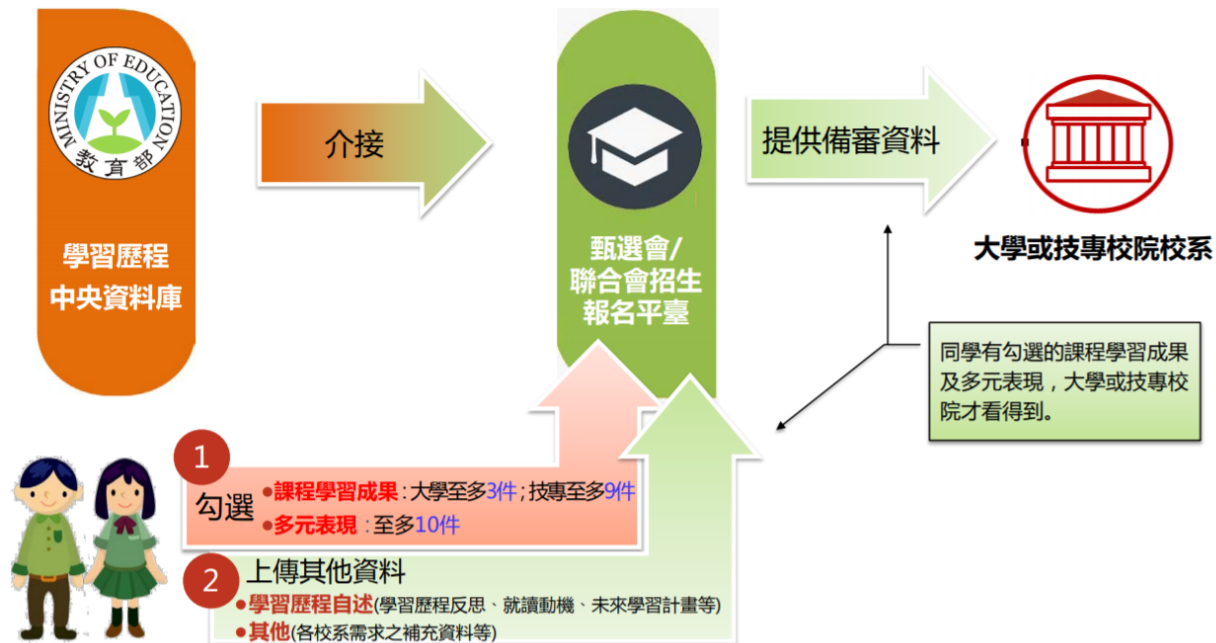 MINISTRY OF EDUCATION
教育部
學習歷程
中央資料庫
介接
甄選會/
聯合會招生
報名平臺
提供備審資料
大學或技專校院校系
同學有勾選的課程學習成果
及多元表現，大學或技專校
院才看得到。
1
勾選
●課程學習成果：大學至多3件；技專至多9件
●多元表現：至多10件
2
上傳其他資料
●學習歷程自述(學習歷程反思、就讀動機、未來學習計畫等)
●其他(各校系需求之補充資料等)